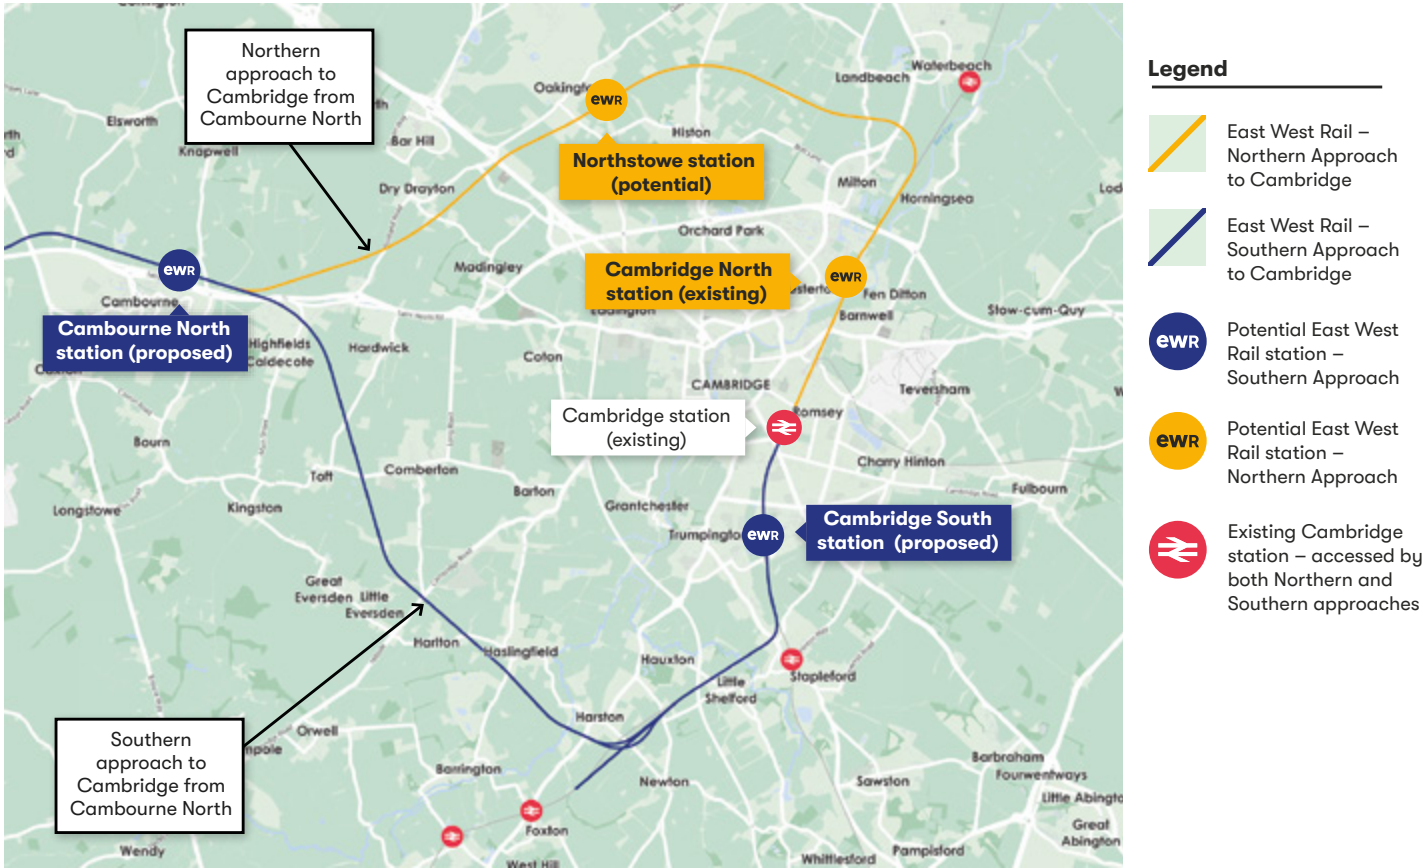 Northern
approach to
Cambridge from
Cambourne North
Oakingt
ewR
Landbeach
Waterbeach
Elsworth
Knapwell
Bar Hill
Histon
Northstowe station
(potential)
Dry Drayton
Milton
Horningsea
Orchard Park
Madingley
ewR
Cambridge North
station (existing)
ewR
Fen Ditton
Barnwell
Stow-cum-Quy
Cambourne
Cambourne North
station (proposed)
Highfields
Caldecote
Hardwick
Coton
CAMBRIDGE
Teversham
Cambridge station
(existing)
Romsey
Bourn
Toft
Comberton
Barton
Cherry Hinton
Fulbourn
Longstowe
Kingston
Grantchester
Trumpingto
ewR
Cambridge South
station (proposed)
Great
Eversden
Little
Eversden
Harlton
Haslingfield
Hauxton
Little
Shelford
Stapleford
Southern
approach to
Cambridge from
Cambourne North
Orwell
Harston
Barrington
Newton
Sawston
Barbraham
Fourwentways
Little Abingto
Great
Abington
Foxton
Wendy
West Hill
Whittlesford
Pampisford
Legend
East West Rail –
Northern Approach
to Cambridge
East West Rail –
Southern Approach
to Cambridge
ewR
Potential East West
Rail station –
Southern Approach
ewR
Potential East West
Rail station –
Northern Approach
Existing Cambridge
station – accessed by
both Northern and
Southern approaches